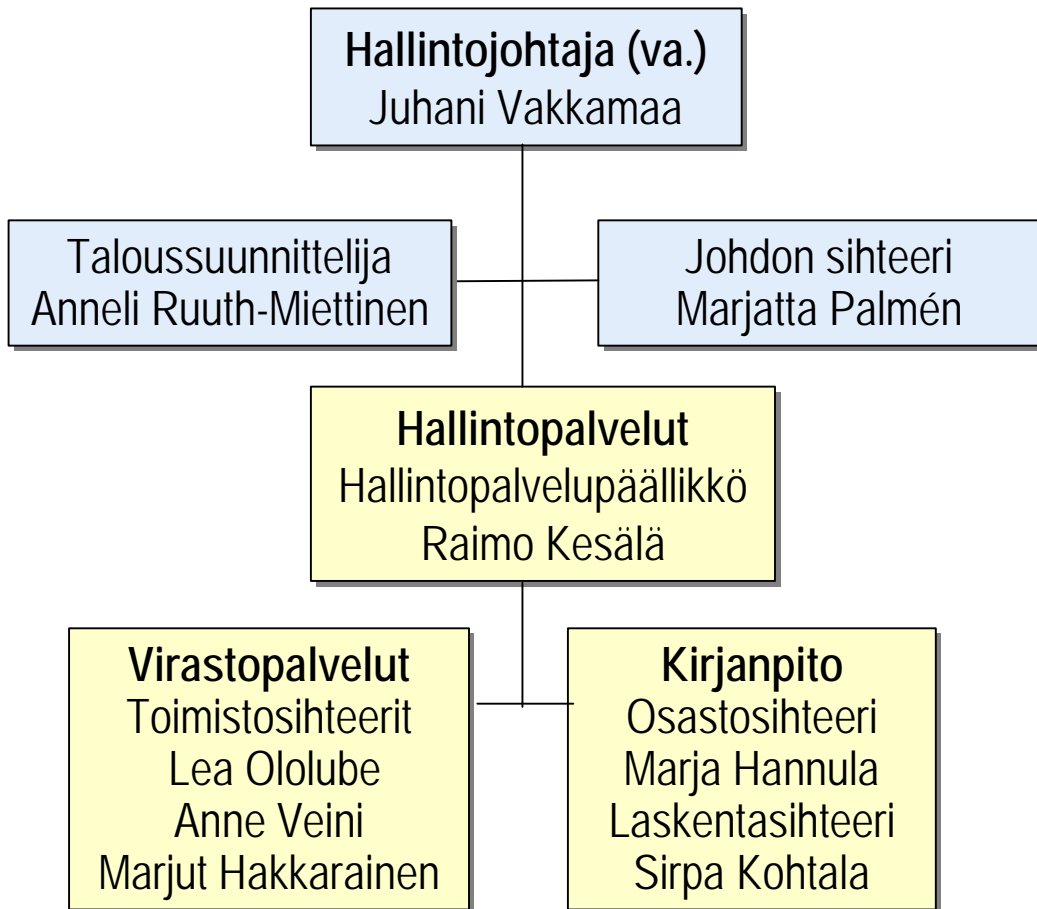 Hallintojohtaja (va.)
Juhani Vakkamaa
Taloussuunnittelija
Anneli Ruuth-Miettinen
Johdon sihteeri
Marjatta Palmén
Hallintopalvelut
Hallintopalvelupäällikkö
Raimo Kesälä
Virastopalvelut
Toimistosihteerit
Lea Ololube
Anne Veini
Marjut Hakkarainen
Kirjanpito
Osastosihteeri
Marja Hannula
Laskentasihteeri
Sirpa Kohtala